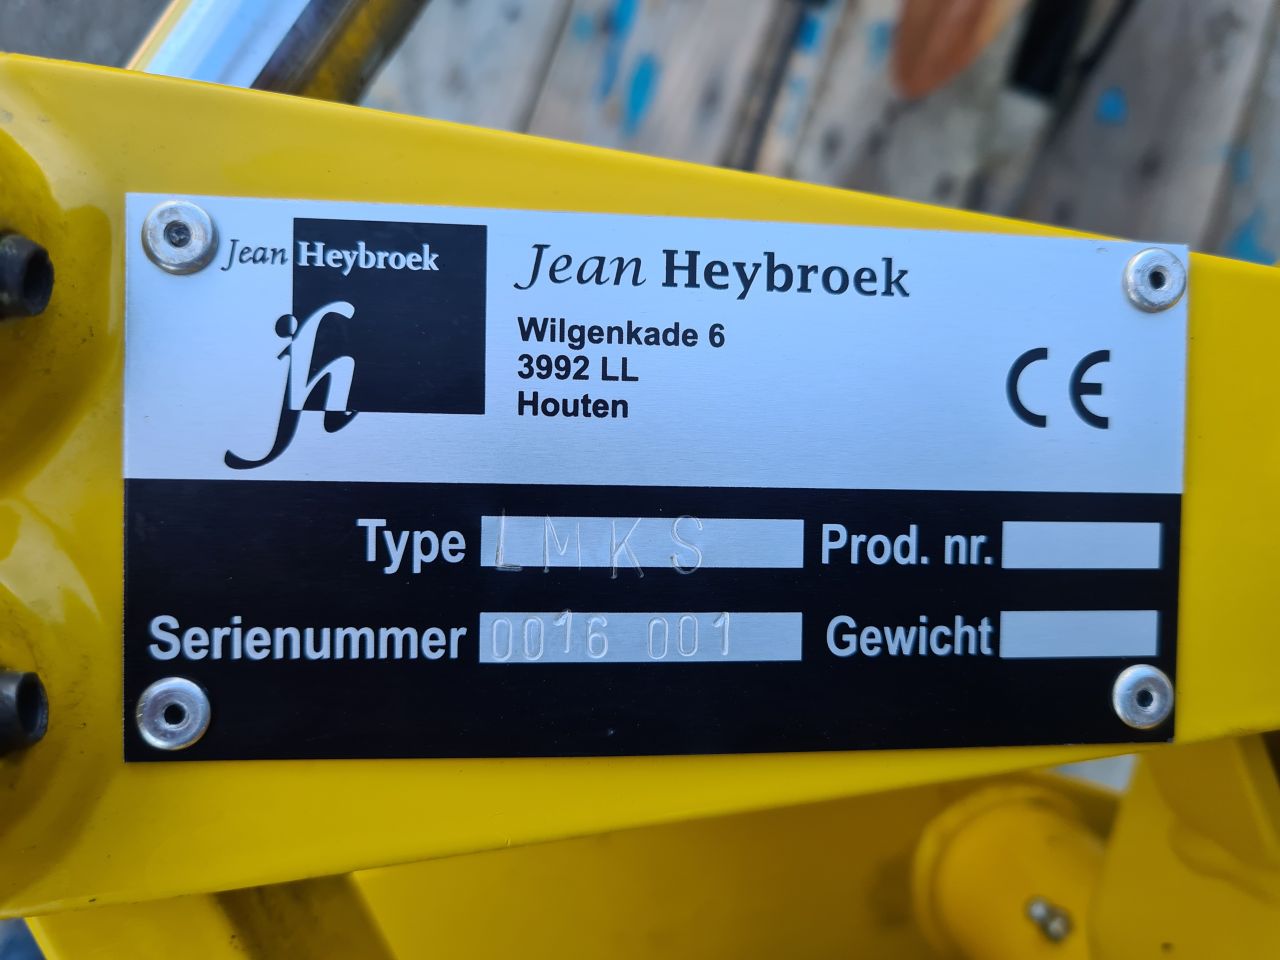 Jean Heybroek
jh
Jean Heybroek
Wilgenkade 6
3992 LL
Houten
CE
Type LMKS Prod. nr.
Serienummer 0016 001 Gewicht